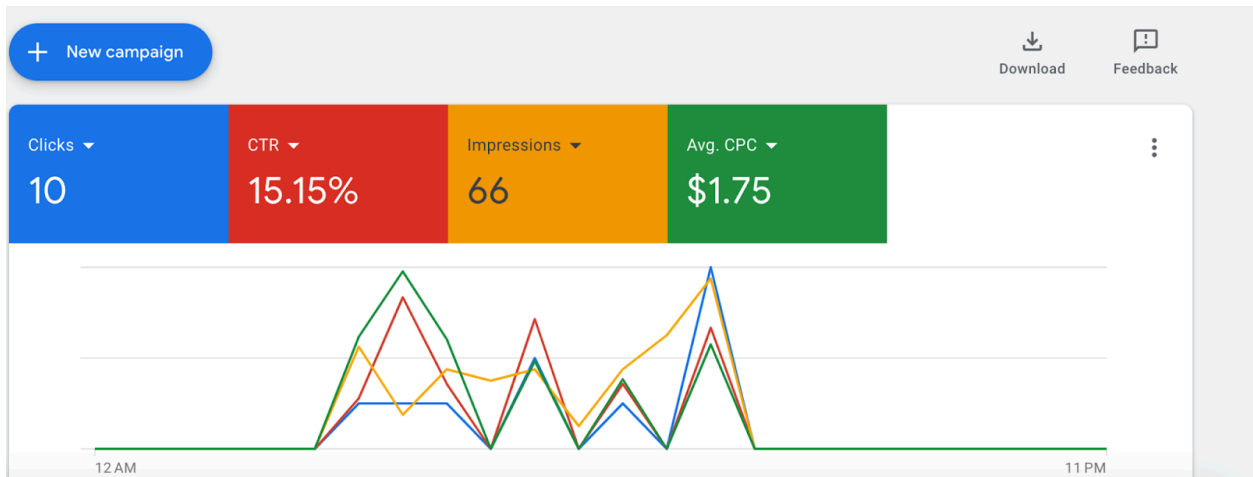 New campaign
Download
Feedback
Clicks
10
CTR
15.15%
Impressions
66
Avg. CPC
$1.75
12 AM
11 PM